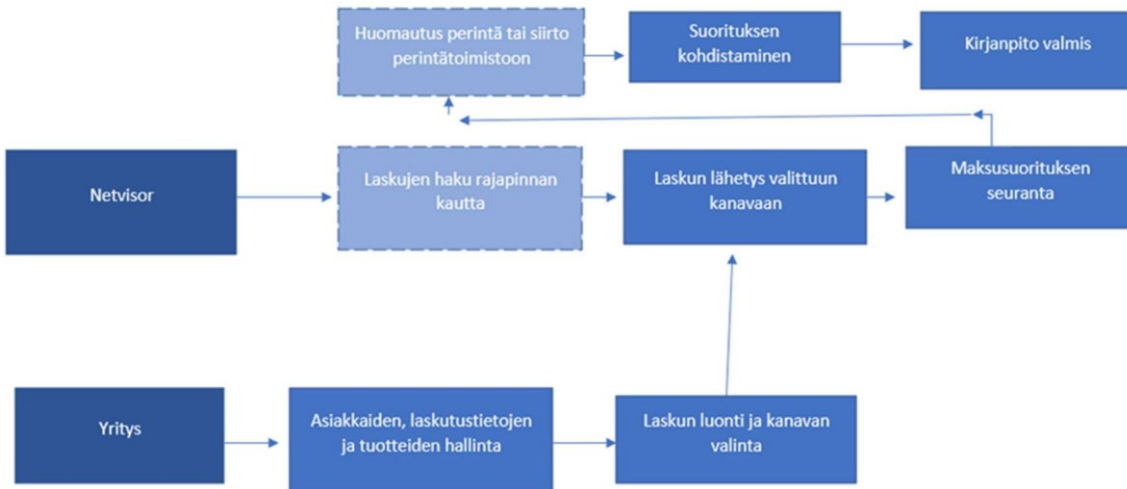 Huomautus perintä tai siirto
perintätoimistoon
Suorituksen
kohdistaminen
Kirjanpito valmis
Netvisor
Laskujen haku rajapinnan
kautta
Laskun lähetys valittuun
kanavaan
Maksusuorituksen
seuranta
Yritys
Asiakkaiden, laskutustietojen
ja tuotteiden hallinta
Laskun luonti ja kanavan
valinta